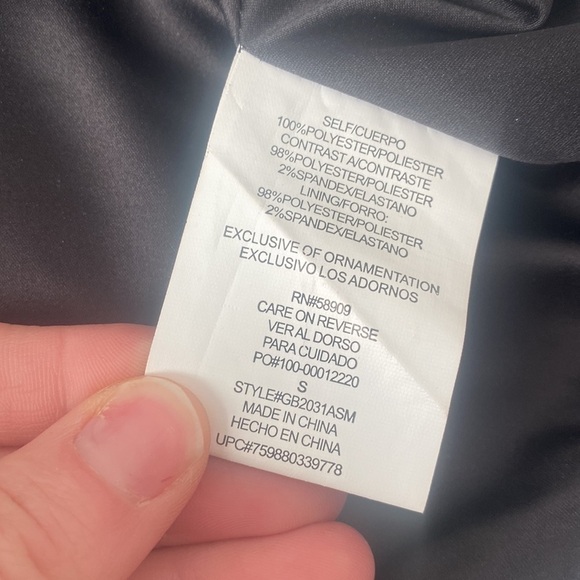 SELF/CUERPO
100%POLYESTER/POLIESTER
CONTRAST A/CONTRASTE
98%POLYESTER/POLIESTER
2%SPANDEX/ELASTANO
LINING/FORRO:
98%POLYESTER/POLIESTER
2%SPANDEX/ELASTANO
EXCLUSIVE OF ORNAMENTATION
EXCLUSIVO LOS ADORNOS
RN#58909
CARE ON REVERSE
VER AL DORSO
PARA CUIDADO
PO#100-00012220
S
STYLE#GB2031ASM
MADE IN CHINA
HECHO EN CHINA
UPC#759880339778